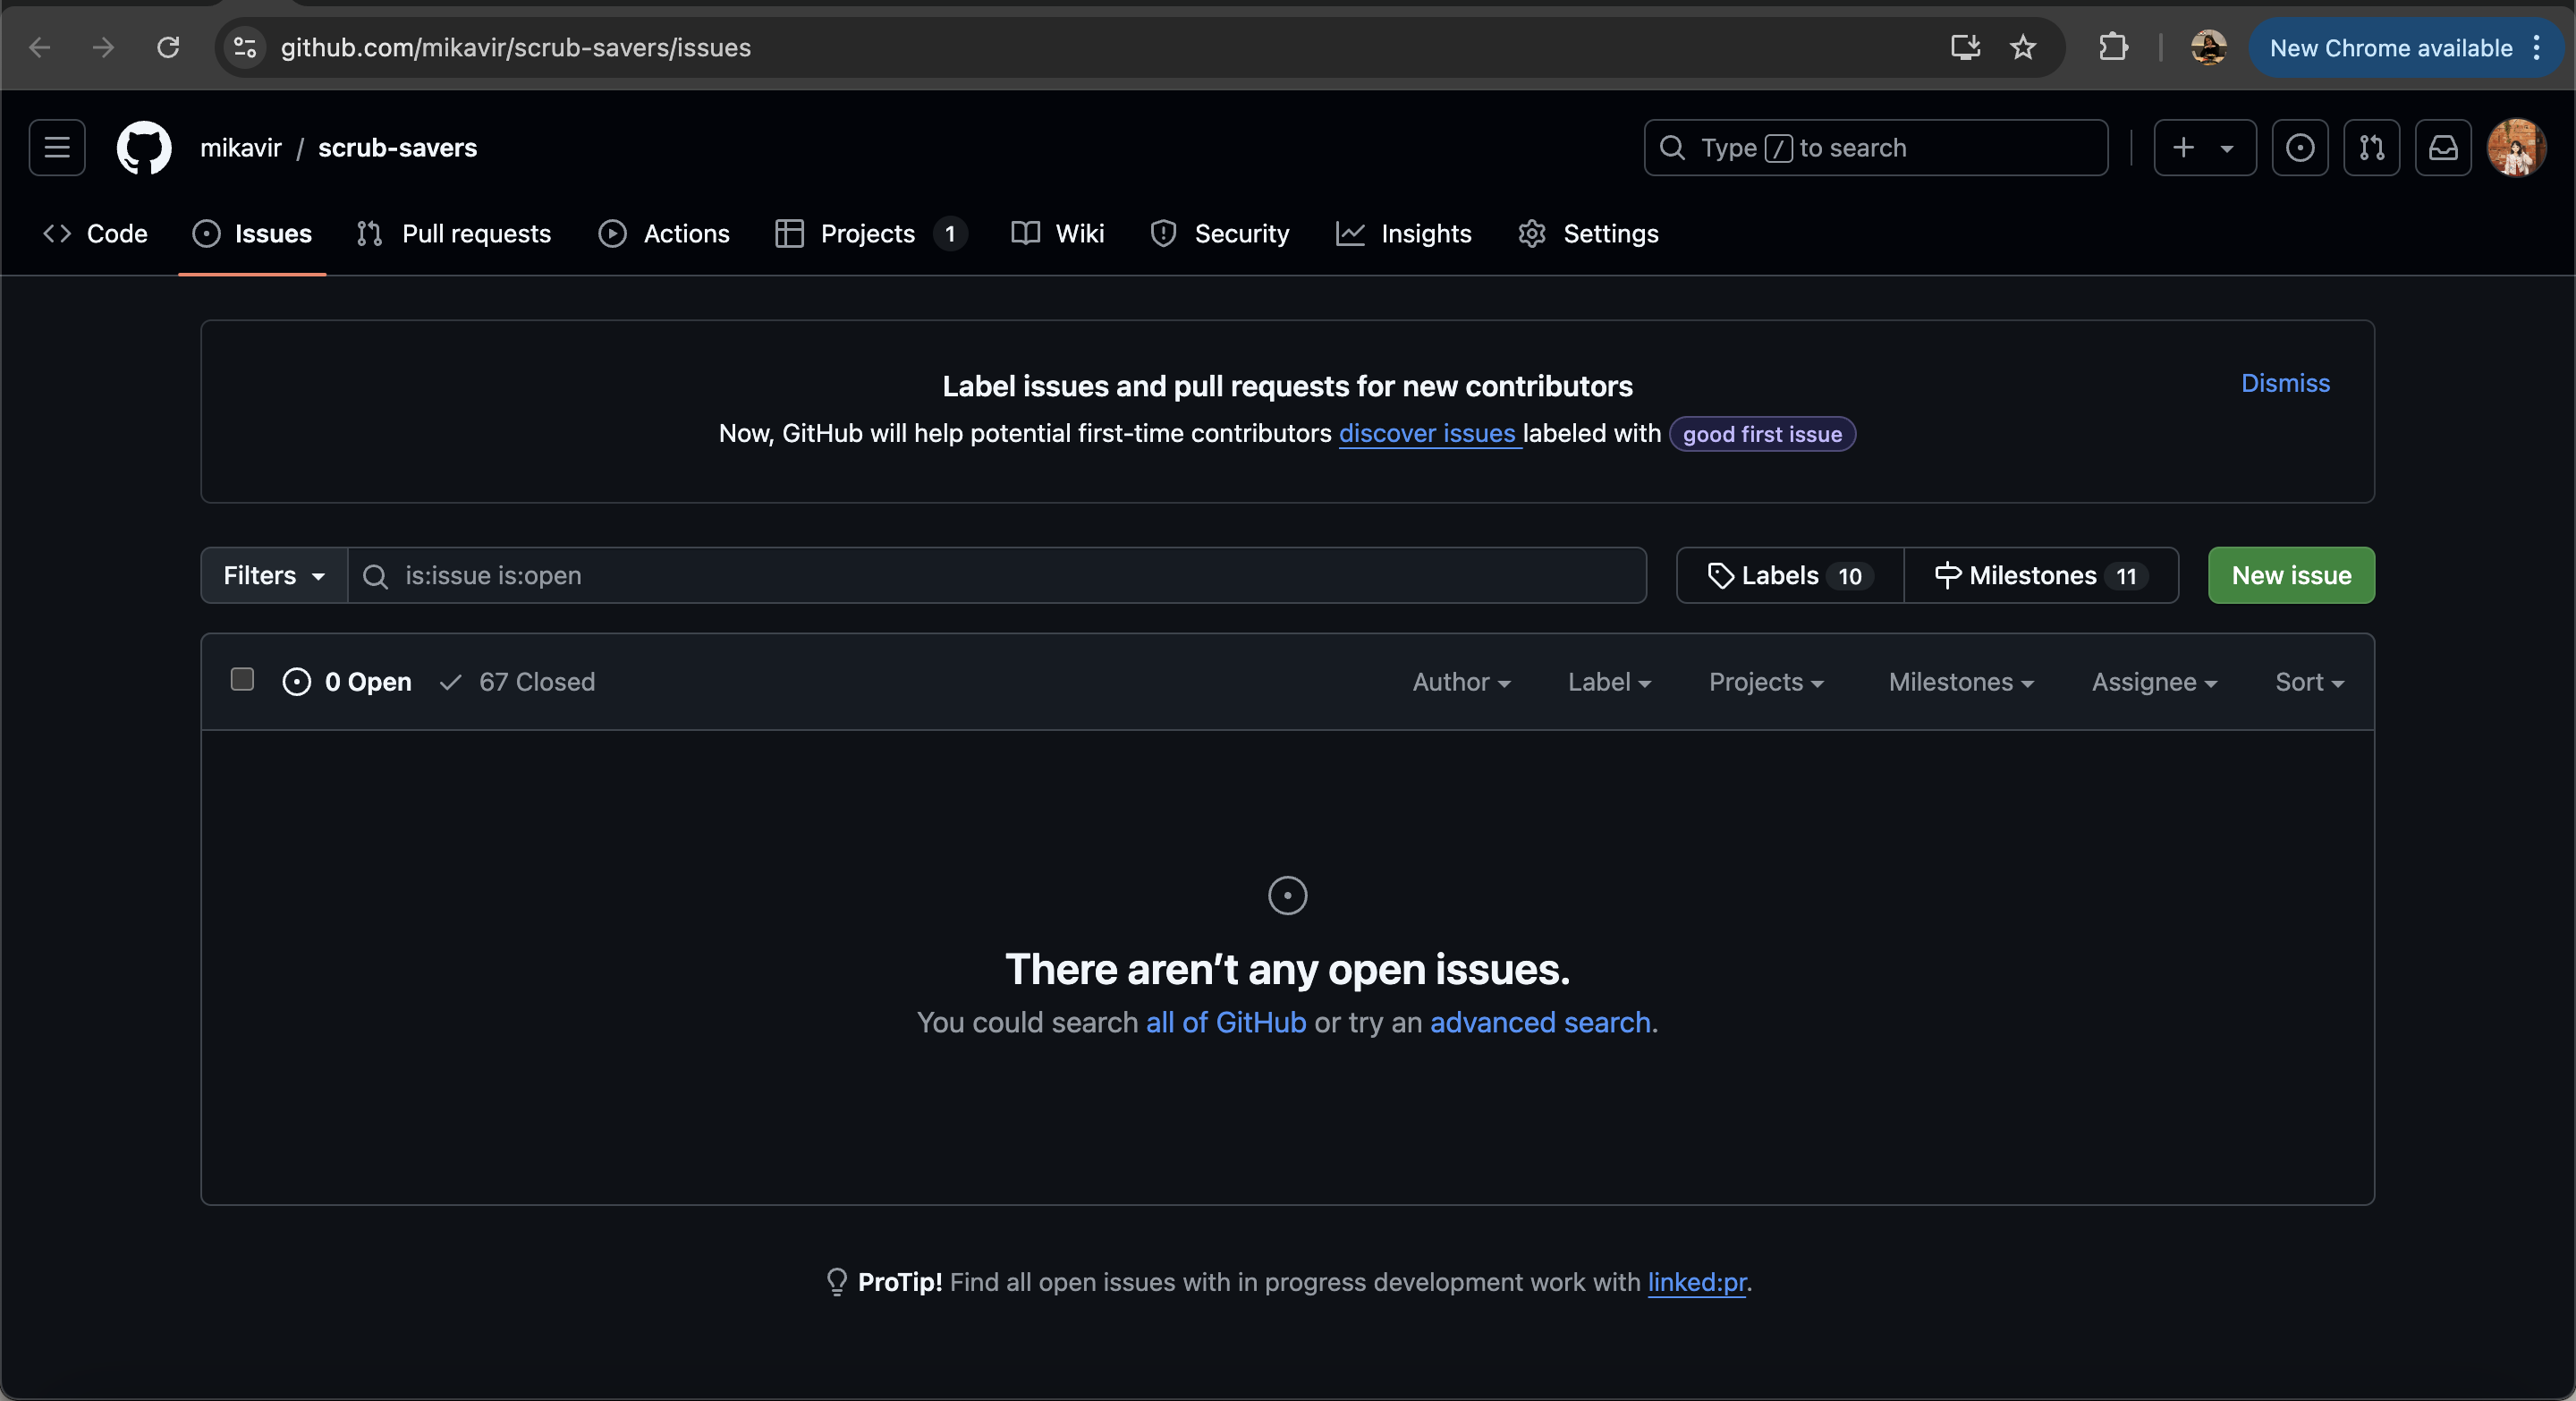 github.com/mikavir/scrub-savers/issues
New Chrome available
mikavir / scrub-savers
Type / to search
Code Issues Pull requests Actions Projects 1 Wiki Security Insights Settings
Label issues and pull requests for new contributors
Dismiss
Now, GitHub will help potential first-time contributors discover issues labeled with good first issue
Filters is:issue is:open Labels 10 Milestones 11 New issue
0 Open 67 Closed Author Label Projects Milestones Assignee Sort
There aren’t any open issues.
You could search all of GitHub or try an advanced search.
ProTip! Find all open issues with in progress development work with linked:pr.